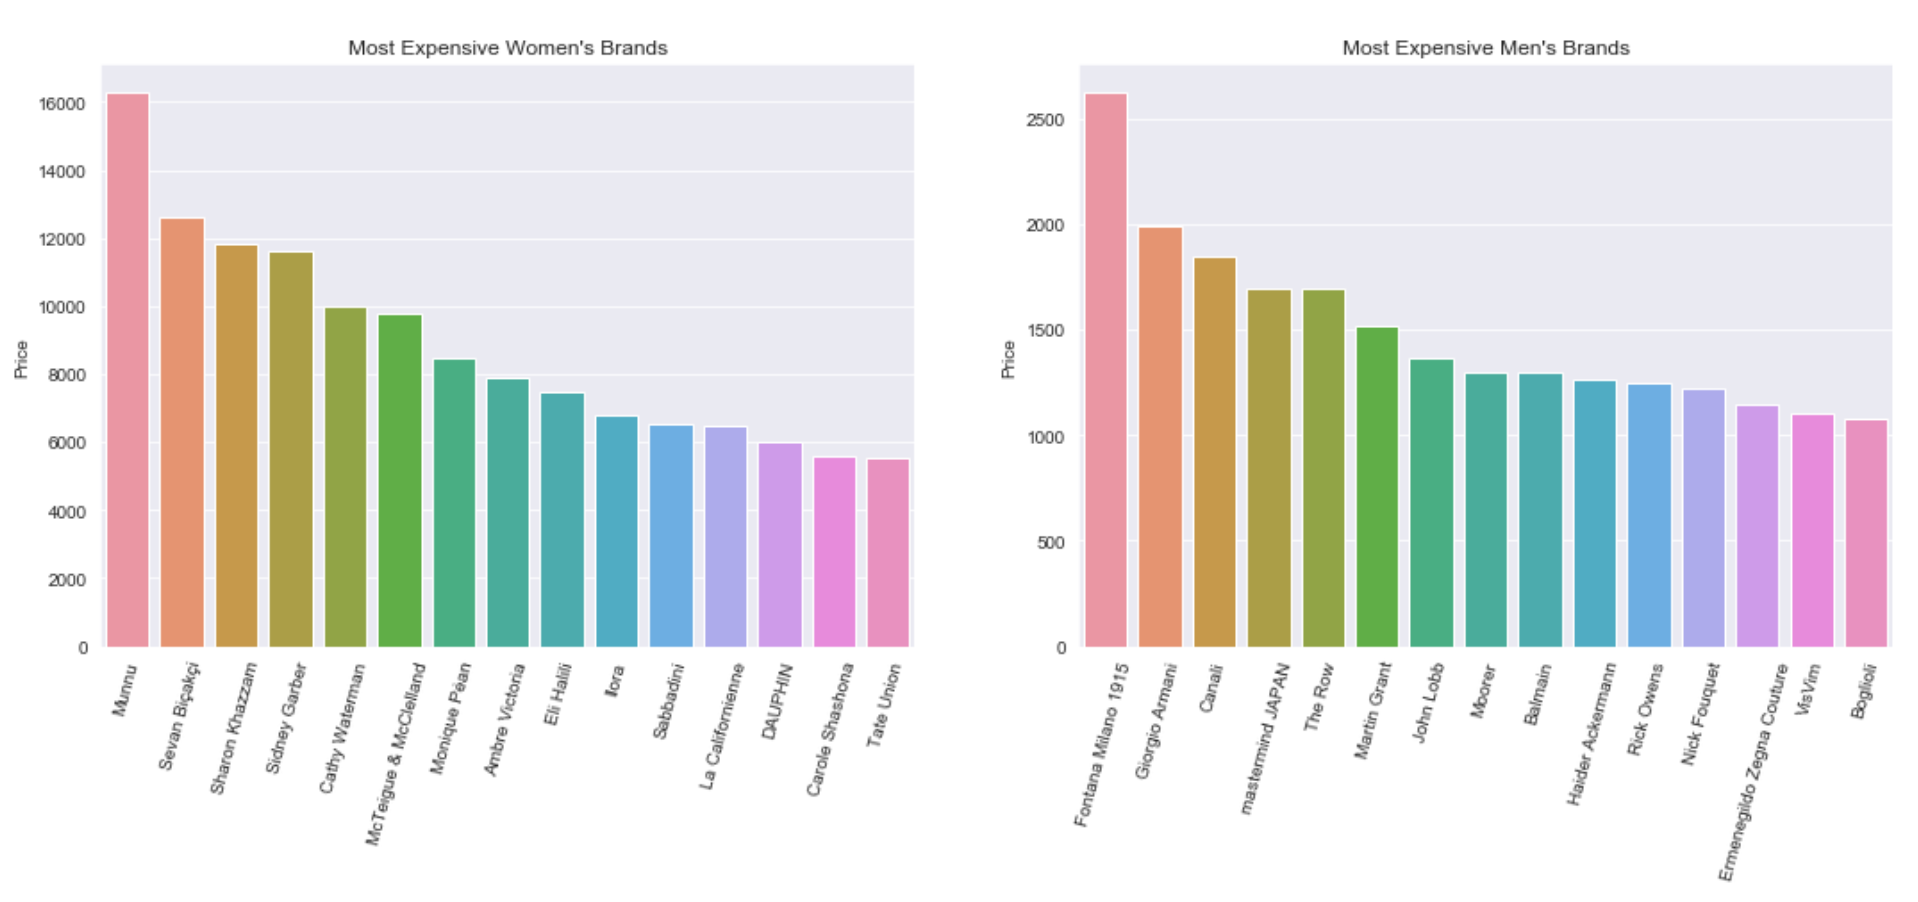 Most Expensive Women's Brands
16000
14000
12000
10000
8000
6000
4000
2000
0
Price
Munnu
Sevan Biçakçi
Sharon Khazzam
Sidney Garber
Cathy Waterman
McTeigue & McClelland
Monique Péan
Ambre Victoria
Eli Halili
Ilora
Sabbadini
La Californienne
DAUPHIN
Carole Shashona
Tate Union
Most Expensive Men's Brands
2500
2000
1500
1000
500
0
Price
Fontana Milano 1915
Giorgio Armani
Canali
mastermind JAPAN
The Row
Martin Grant
John Lobb
Moorer
Balmain
Haider Ackermann
Rick Owens
Nick Fouquet
Ermenegildo Zegna Couture
VisVim
Boglioli